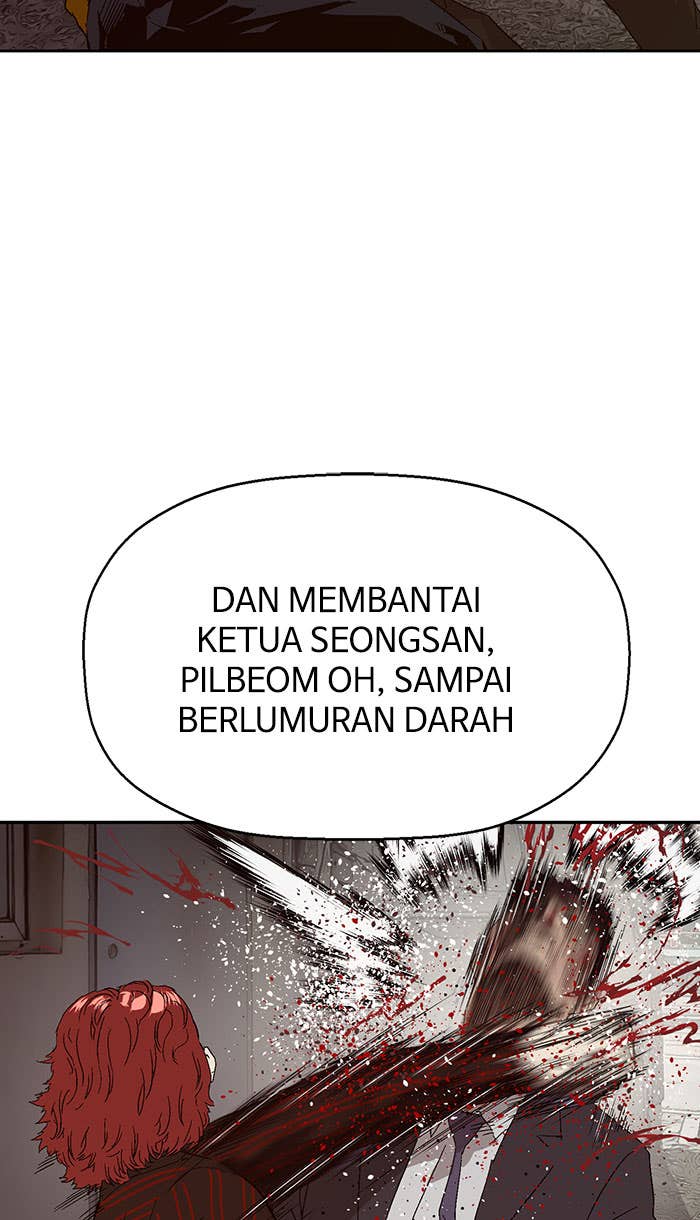 DAN MEMBANTAI
KETUA SEONGSAN,
PILBEOM OH, SAMPAI
BERLUMURAN DARAH